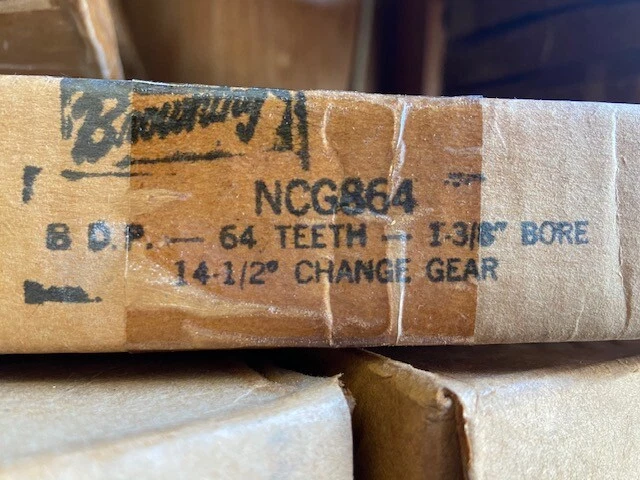 Browning
NCG864
8 D.P. — 64 TEETH — 1-3/8" BORE
14-1/2° CHANGE GEAR